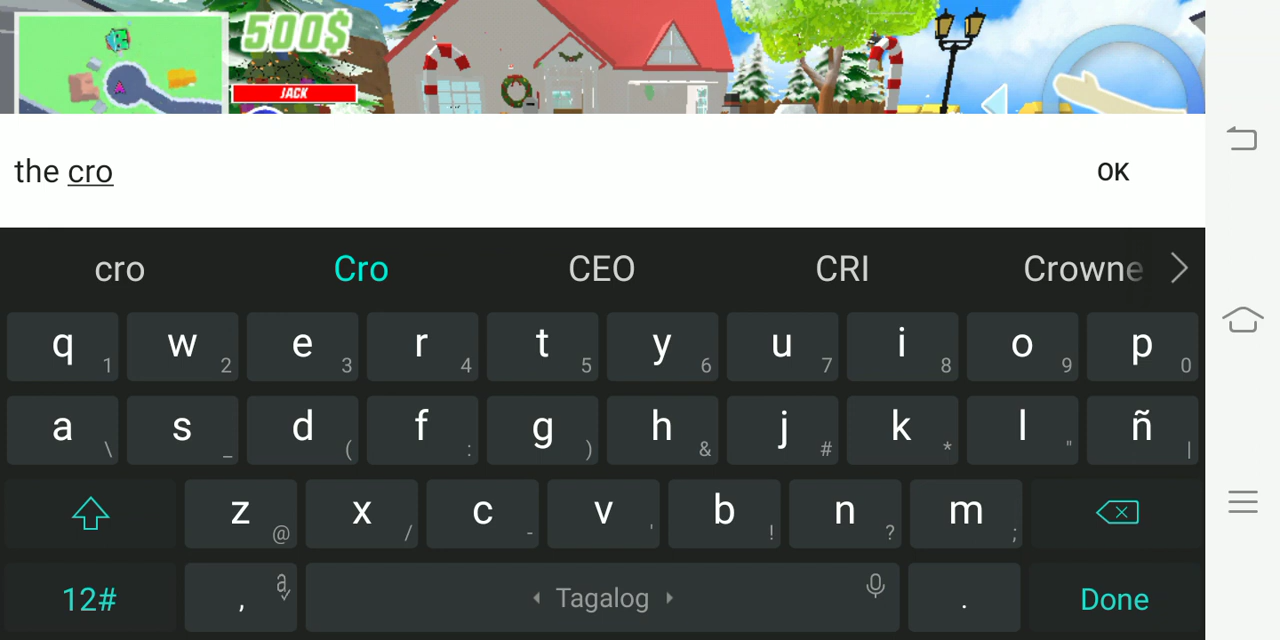 500$
JACK
the cro
OK
cro Cro CEO CRI Crowne
q 1 w 2 e 3 r 4 t 5 y 6 u 7 i 8 o 9 p 0
a \ s _ d ( f : g ) h & j # k * l " ñ |
z @ x / c - v ' b ! n ? m ;
12# , a Tagalog . Done